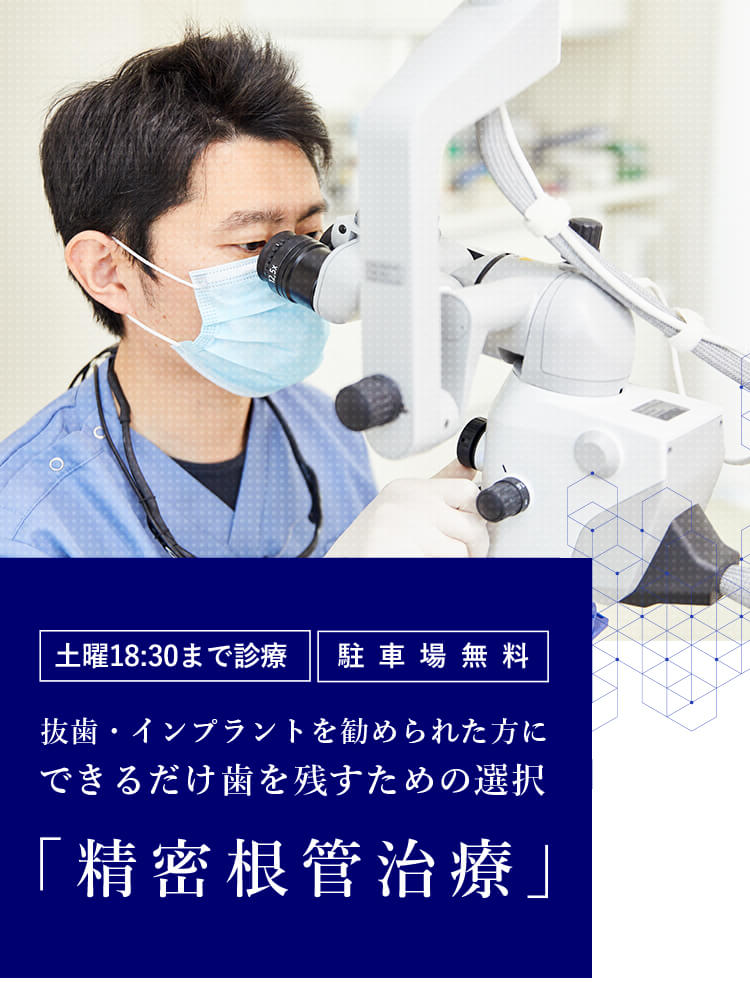 12.5x
土曜18:30まで診療
駐車場無料
抜歯・インプラントを勧められた方に
できるだけ歯を残すための選択
「精密根管治療」